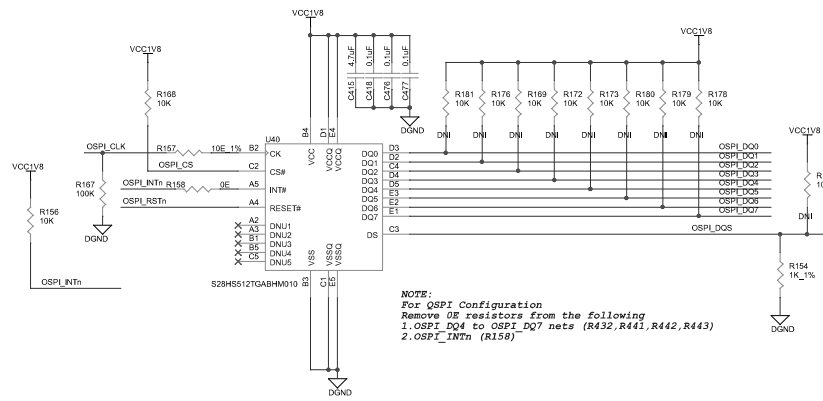 VCC1V8
VCC1V8
VCC1V8
R168
10K
4.7uF
0.1uF
0.1uF
0.1uF
C415
C418
C476
C477
DGND
R181
10K
R176
10K
R169
10K
R172
10K
R173
10K
R180
10K
R179
10K
R178
10K
DNI
DNI
DNI
DNI
DNI
DNI
DNI
DNI
VCC1V8
U40
B4
D1
E4
VCC
VCCQ
VCCQ
OSPI_CLK
R157
10E_1%
B2
CK
OSPI_CS
C2
CS#
VCC1V8
R167
100K
OSPI_INTn
R158
0E
A5
INT#
R156
10K
OSPI_RSTn
A4
RESET#
DGND
A2
DNU1
A3
DNU2
B1
DNU3
B5
DNU4
C5
DNU5
D3
DQ0
OSPI_DQ0
D2
DQ1
OSPI_DQ1
C4
DQ2
OSPI_DQ2
D4
DQ3
OSPI_DQ3
D5
DQ4
OSPI_DQ4
E3
DQ5
OSPI_DQ5
E2
DQ6
OSPI_DQ6
E1
DQ7
OSPI_DQ7
C3
DS
OSPI_DQS
DNI
VSS
VSSQ
VSSQ
B3
C1
E5
OSPI_INTn
S28HS512TGABHM010
R154
1K_1%
DGND
NOTE:
For QSPI Configuration
Remove 0E resistors from the following
1.OSPI_DQ4 to OSPI_DQ7 nets (R432,R441,R442,R443)
2.OSPI_INTn (R158)
DGND